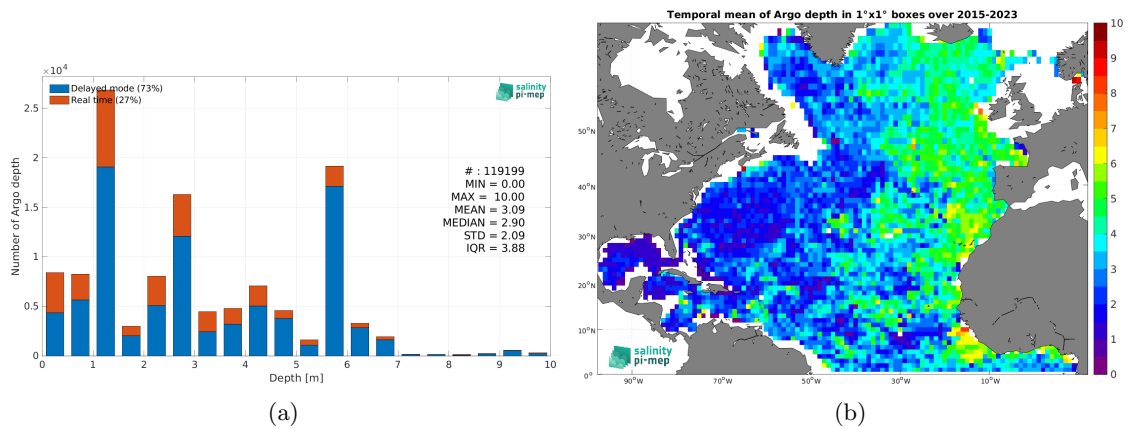 ×10⁴
Delayed mode (73%)
Real time (27%)
salinity
pi-mep
2.5
2
1.5
1
0.5
0
Number of Argo depth
# : 119199
MIN = 0.00
MAX = 10.00
MEAN = 3.09
MEDIAN = 2.90
STD = 2.09
IQR = 3.88
0 1 2 3 4 5 6 7 8 9 10
Depth [m]
(a)
Temporal mean of Argo depth in 1°x1° boxes over 2015-2023
50°N
40°N
30°N
20°N
10°N
0°
90°W 70°W 50°W 30°W 10°W
salinity
pi-mep
10
9
8
7
6
5
4
3
2
1
0
(b)